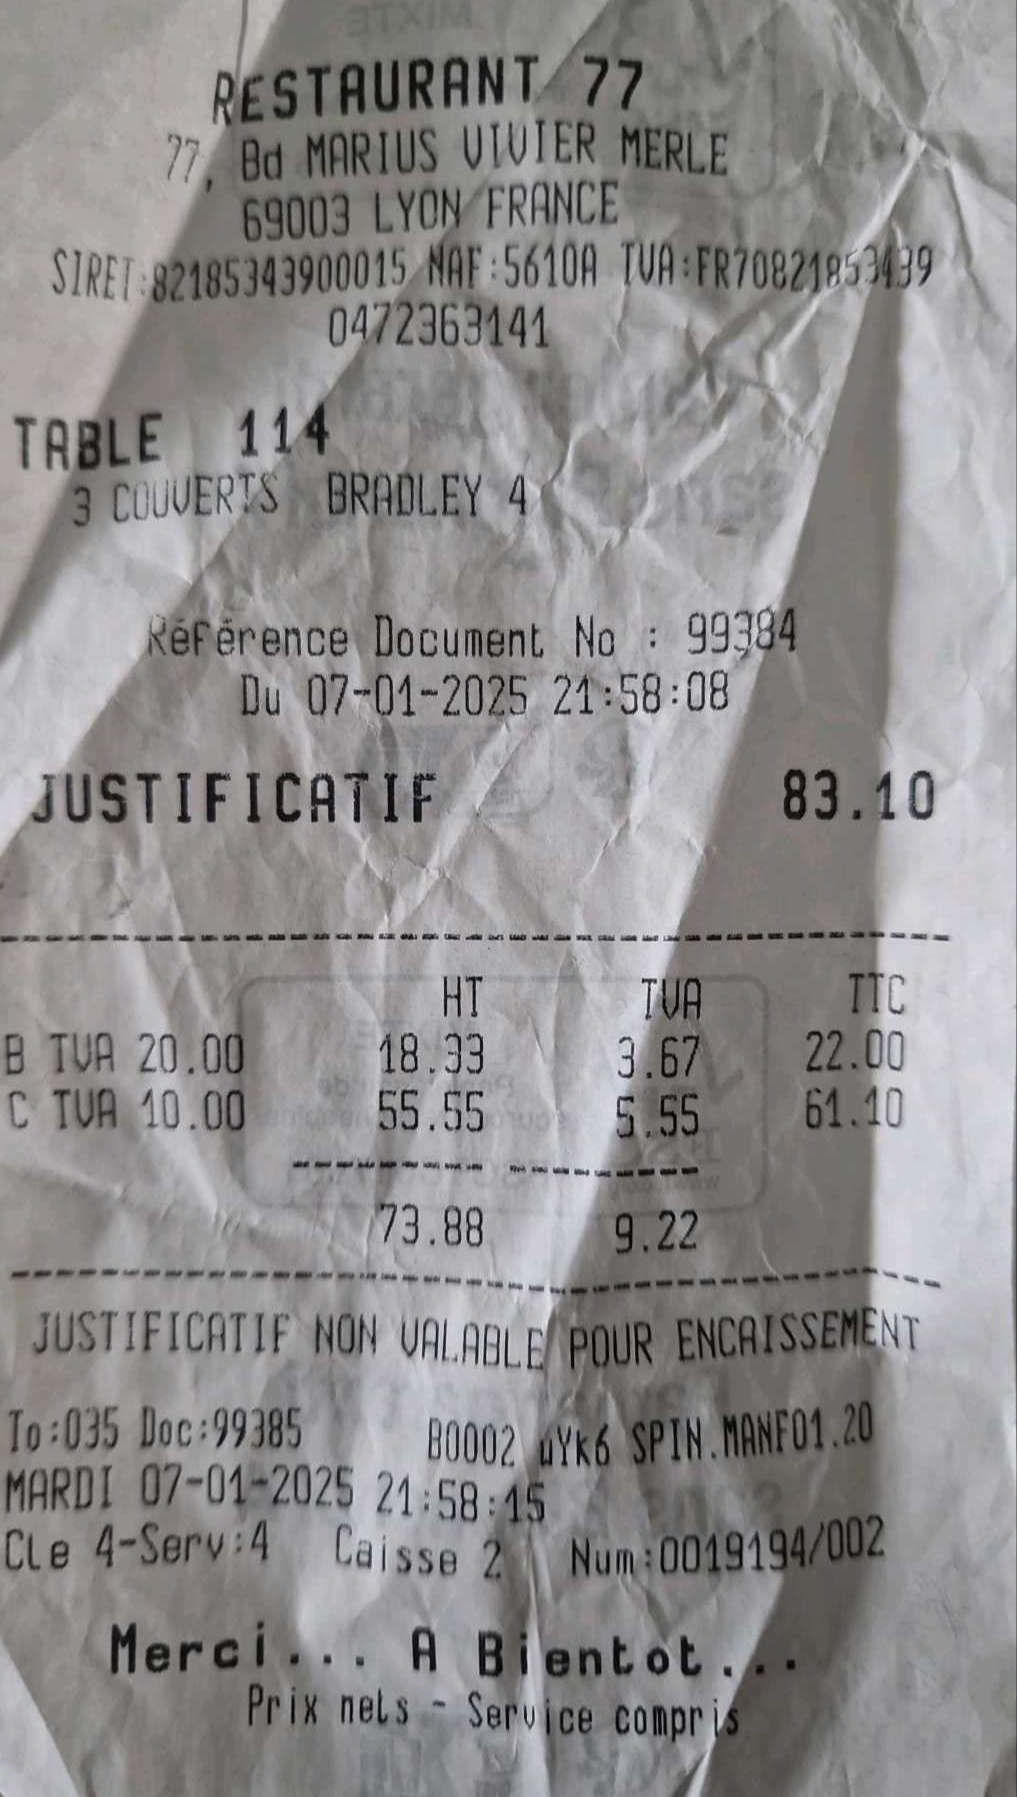 RESTAURANT 77
77, Bd MARIUS VIVIER MERLE
69003 LYON FRANCE
SIRET:82185343900015 NAF:5610A TVA:FR70821853439
0472363141
TABLE 114
3 COUVERTS BRADLEY 4
Référence Document No : 99384
Du 07-01-2025 21:58:08
JUSTIFICATIF 83.10
HT TVA TTC
B TVA 20.00 18.33 3.67 22.00
C TVA 10.00 55.55 5.55 61.10
73.88 9.22
JUSTIFICATIF NON VALABLE POUR ENCAISSEMENT
To:035 Doc:99385 B0002 uYk6 SPIN.MANF01.20
MARDI 07-01-2025 21:58:15
Cle 4-Serv:4 Caisse 2 Num:0019194/002
Merci... A Bientot...
Prix nets - Service compris